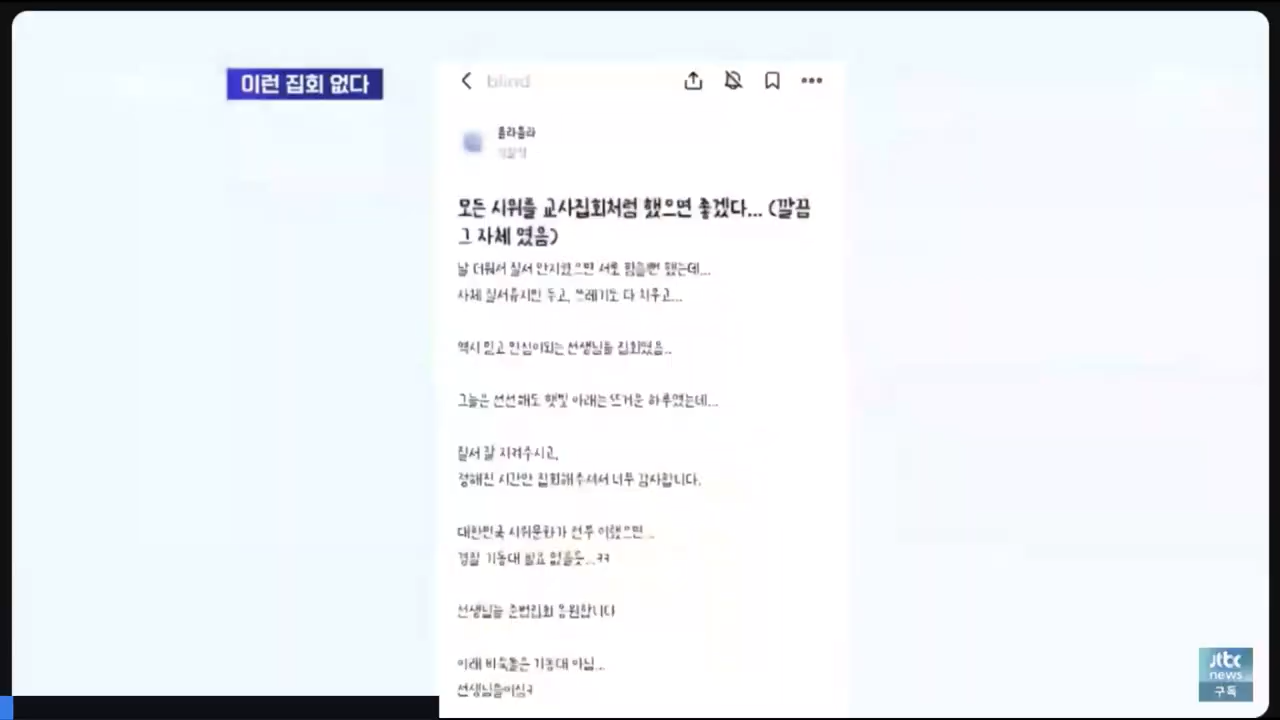 이런 집회 없다
blind
훌라훌라
경찰청
모든 시위를 교사집회처럼 했으면 좋겠다... (깔끔
그 자체 였음)
날 더워서 질서 안지켰으면 서로 힘들뻔 했는데...
자체 질서유지반 두고, 쓰레기도 다 치우고...
역시 믿고 안심이되는 선생님들 집회였음..
그늘은 선선해도 햇빛 아래는 뜨거운 하루였는데...
질서 잘 지켜주시고,
정해진 시간만 집회해주셔서 너무 감사합니다.
대한민국 시위문화가 전부 이랬으면...
경찰 기동대 필요 없을듯...ㅋㅋ
선생님들 준법집회 응원합니다
아래 비욱들은 기동대 아님...
선생님들이심ㅋ
jtbc
news
구독